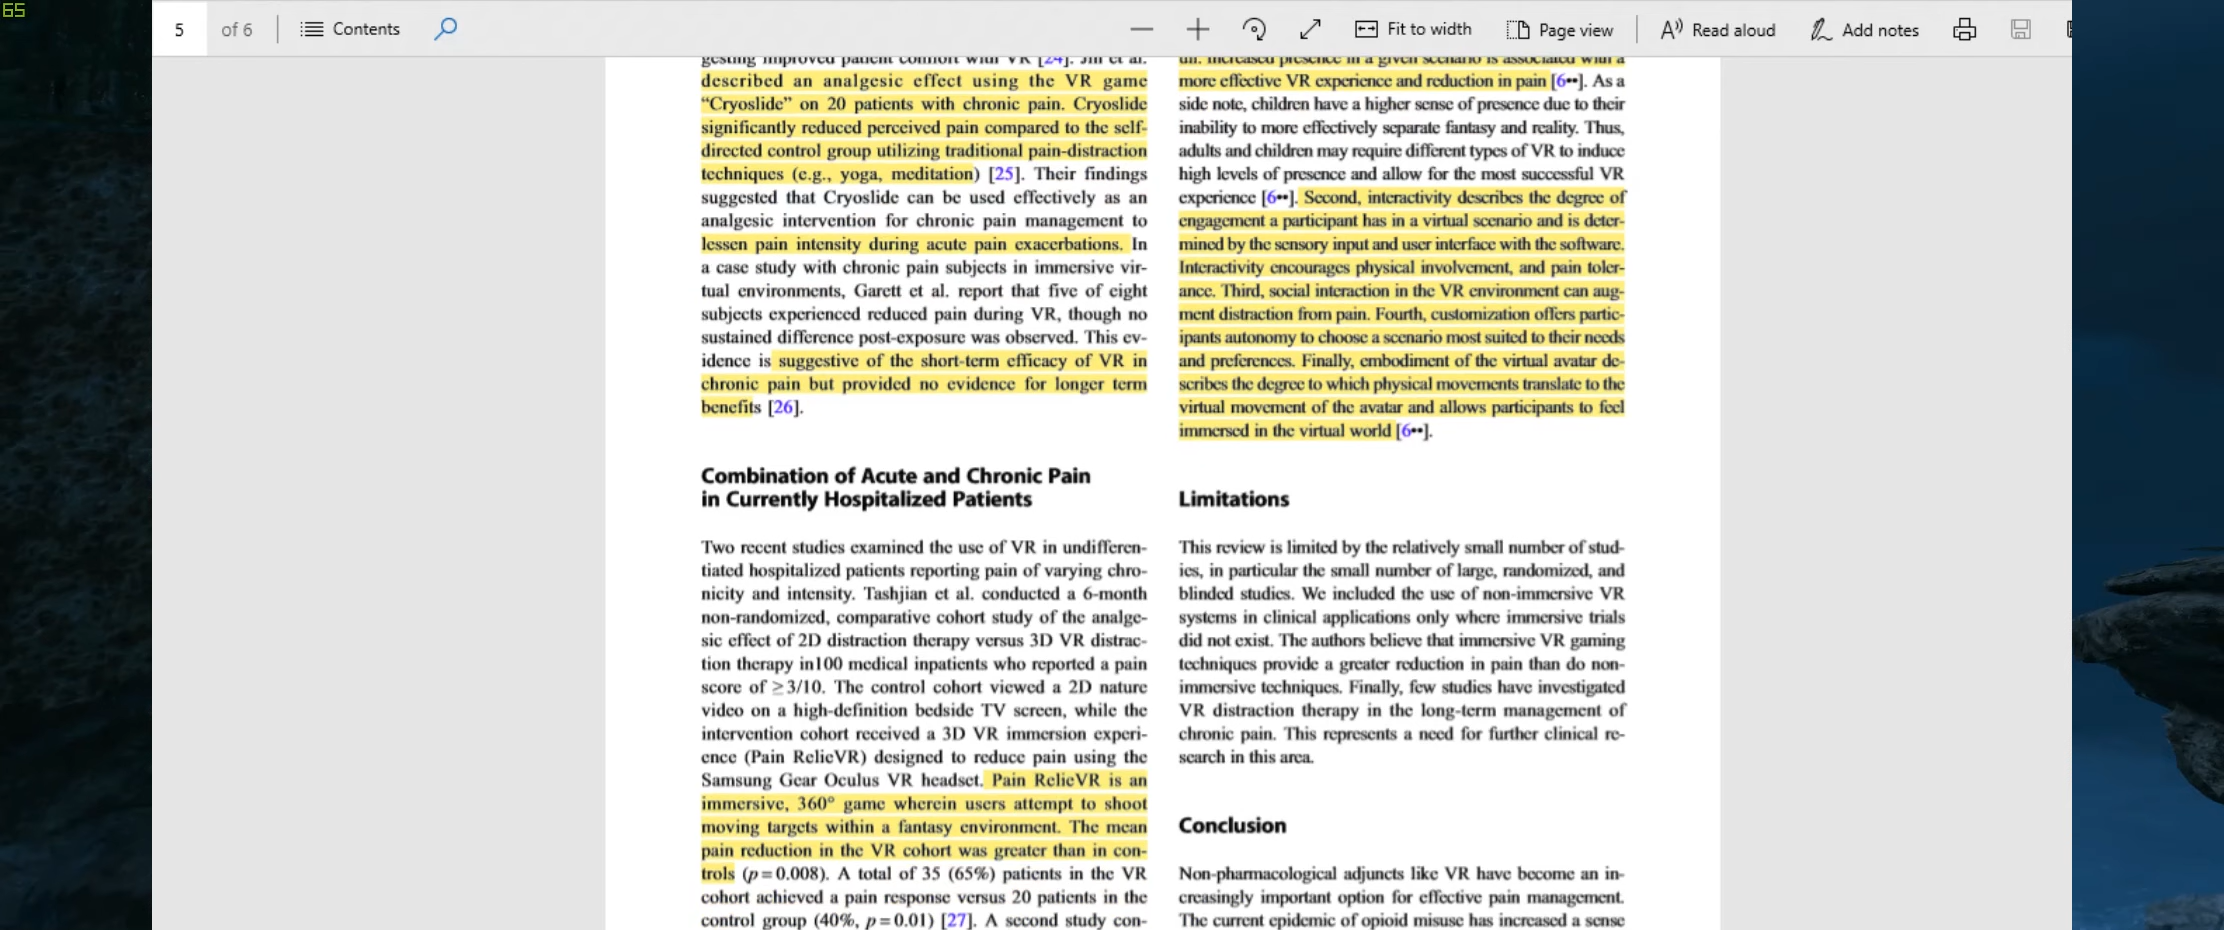 65
5 of 6 Contents Fit to width Page view Read aloud Add notes
gesting improved patient comfort with VR [24]. Jin et al.
described an analgesic effect using the VR game
“Cryoslide” on 20 patients with chronic pain. Cryoslide
significantly reduced perceived pain compared to the self-
directed control group utilizing traditional pain-distraction
techniques (e.g., yoga, meditation) [25]. Their findings
suggested that Cryoslide can be used effectively as an
analgesic intervention for chronic pain management to
lessen pain intensity during acute pain exacerbations. In
a case study with chronic pain subjects in immersive vir-
tual environments, Garett et al. report that five of eight
subjects experienced reduced pain during VR, though no
sustained difference post-exposure was observed. This ev-
idence is suggestive of the short-term efficacy of VR in
chronic pain but provided no evidence for longer term
benefits [26].
Combination of Acute and Chronic Pain
in Currently Hospitalized Patients
Two recent studies examined the use of VR in undifferen-
tiated hospitalized patients reporting pain of varying chro-
nicity and intensity. Tashjian et al. conducted a 6-month
non-randomized, comparative cohort study of the analge-
sic effect of 2D distraction therapy versus 3D VR distrac-
tion therapy in100 medical inpatients who reported a pain
score of ≥3/10. The control cohort viewed a 2D nature
video on a high-definition bedside TV screen, while the
intervention cohort received a 3D VR immersion experi-
ence (Pain RelieVR) designed to reduce pain using the
Samsung Gear Oculus VR headset. Pain RelieVR is an
immersive, 360° game wherein users attempt to shoot
moving targets within a fantasy environment. The mean
pain reduction in the VR cohort was greater than in con-
trols (p=0.008). A total of 35 (65%) patients in the VR
cohort achieved a pain response versus 20 patients in the
control group (40%, p=0.01) [27]. A second study con-
un. Increased presence in a given scenario is associated with a
more effective VR experience and reduction in pain [6••]. As a
side note, children have a higher sense of presence due to their
inability to more effectively separate fantasy and reality. Thus,
adults and children may require different types of VR to induce
high levels of presence and allow for the most successful VR
experience [6••]. Second, interactivity describes the degree of
engagement a participant has in a virtual scenario and is deter-
mined by the sensory input and user interface with the software.
Interactivity encourages physical involvement, and pain toler-
ance. Third, social interaction in the VR environment can aug-
ment distraction from pain. Fourth, customization offers partic-
ipants autonomy to choose a scenario most suited to their needs
and preferences. Finally, embodiment of the virtual avatar de-
scribes the degree to which physical movements translate to the
virtual movement of the avatar and allows participants to feel
immersed in the virtual world [6••].
Limitations
This review is limited by the relatively small number of stud-
ies, in particular the small number of large, randomized, and
blinded studies. We included the use of non-immersive VR
systems in clinical applications only where immersive trials
did not exist. The authors believe that immersive VR gaming
techniques provide a greater reduction in pain than do non-
immersive techniques. Finally, few studies have investigated
VR distraction therapy in the long-term management of
chronic pain. This represents a need for further clinical re-
search in this area.
Conclusion
Non-pharmacological adjuncts like VR have become an in-
creasingly important option for effective pain management.
The current epidemic of opioid misuse has increased a sense